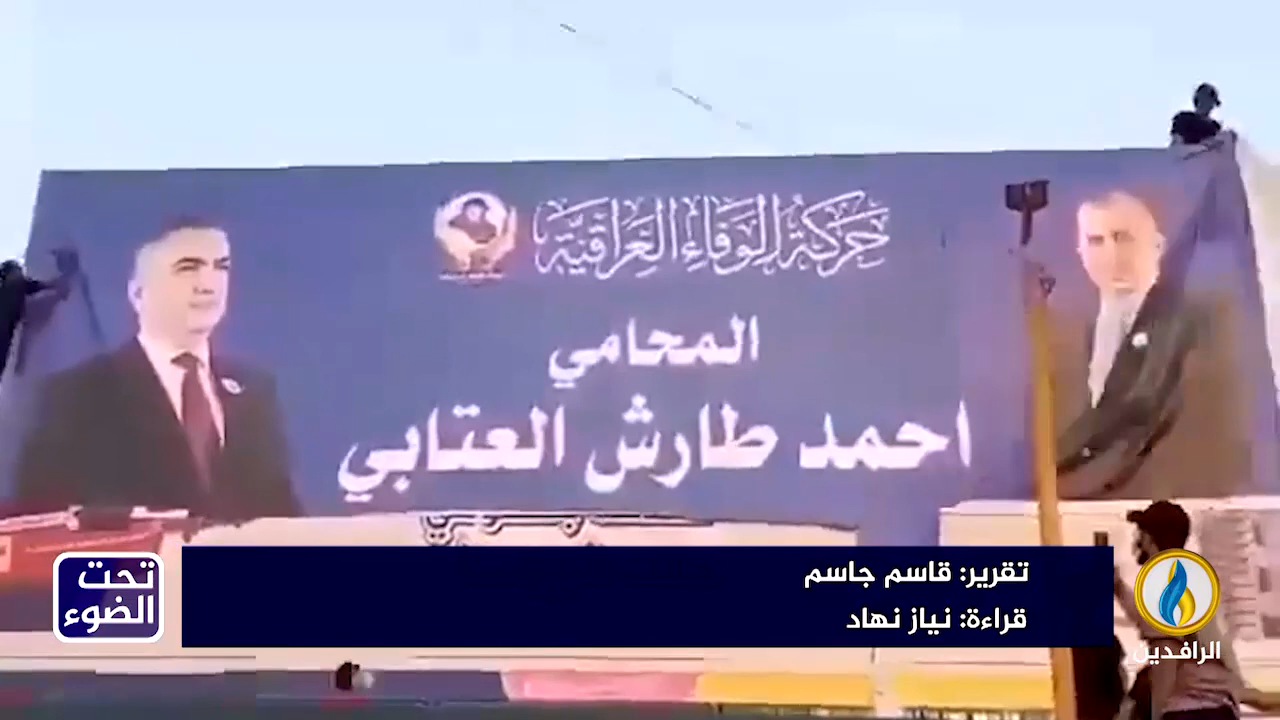 حركة الوفاء العراقية
المحامي
احمد طارش العتابي
تقرير: قاسم جاسم
قراءة: نياز نهاد
تحت
الضوء
الرافدين